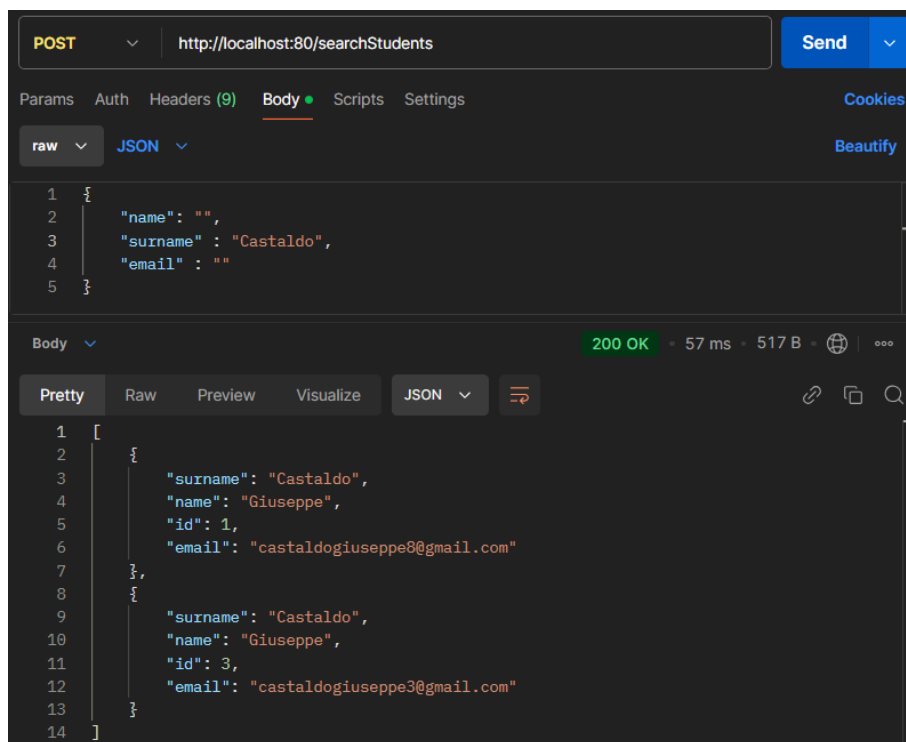 POST http://localhost:80/searchStudents Send
Params Auth Headers (9) Body Scripts Settings Cookies
raw JSON Beautify
1 {
2 "name": "",
3 "surname" : "Castaldo",
4 "email" : ""
5 }
Body 200 OK 57 ms 517 B
Pretty Raw Preview Visualize JSON
1 [
2 {
3 "surname": "Castaldo",
4 "name": "Giuseppe",
5 "id": 1,
6 "email": "castaldogiuseppe8@gmail.com"
7 },
8 {
9 "surname": "Castaldo",
10 "name": "Giuseppe",
11 "id": 3,
12 "email": "castaldogiuseppe3@gmail.com"
13 }
14 ]